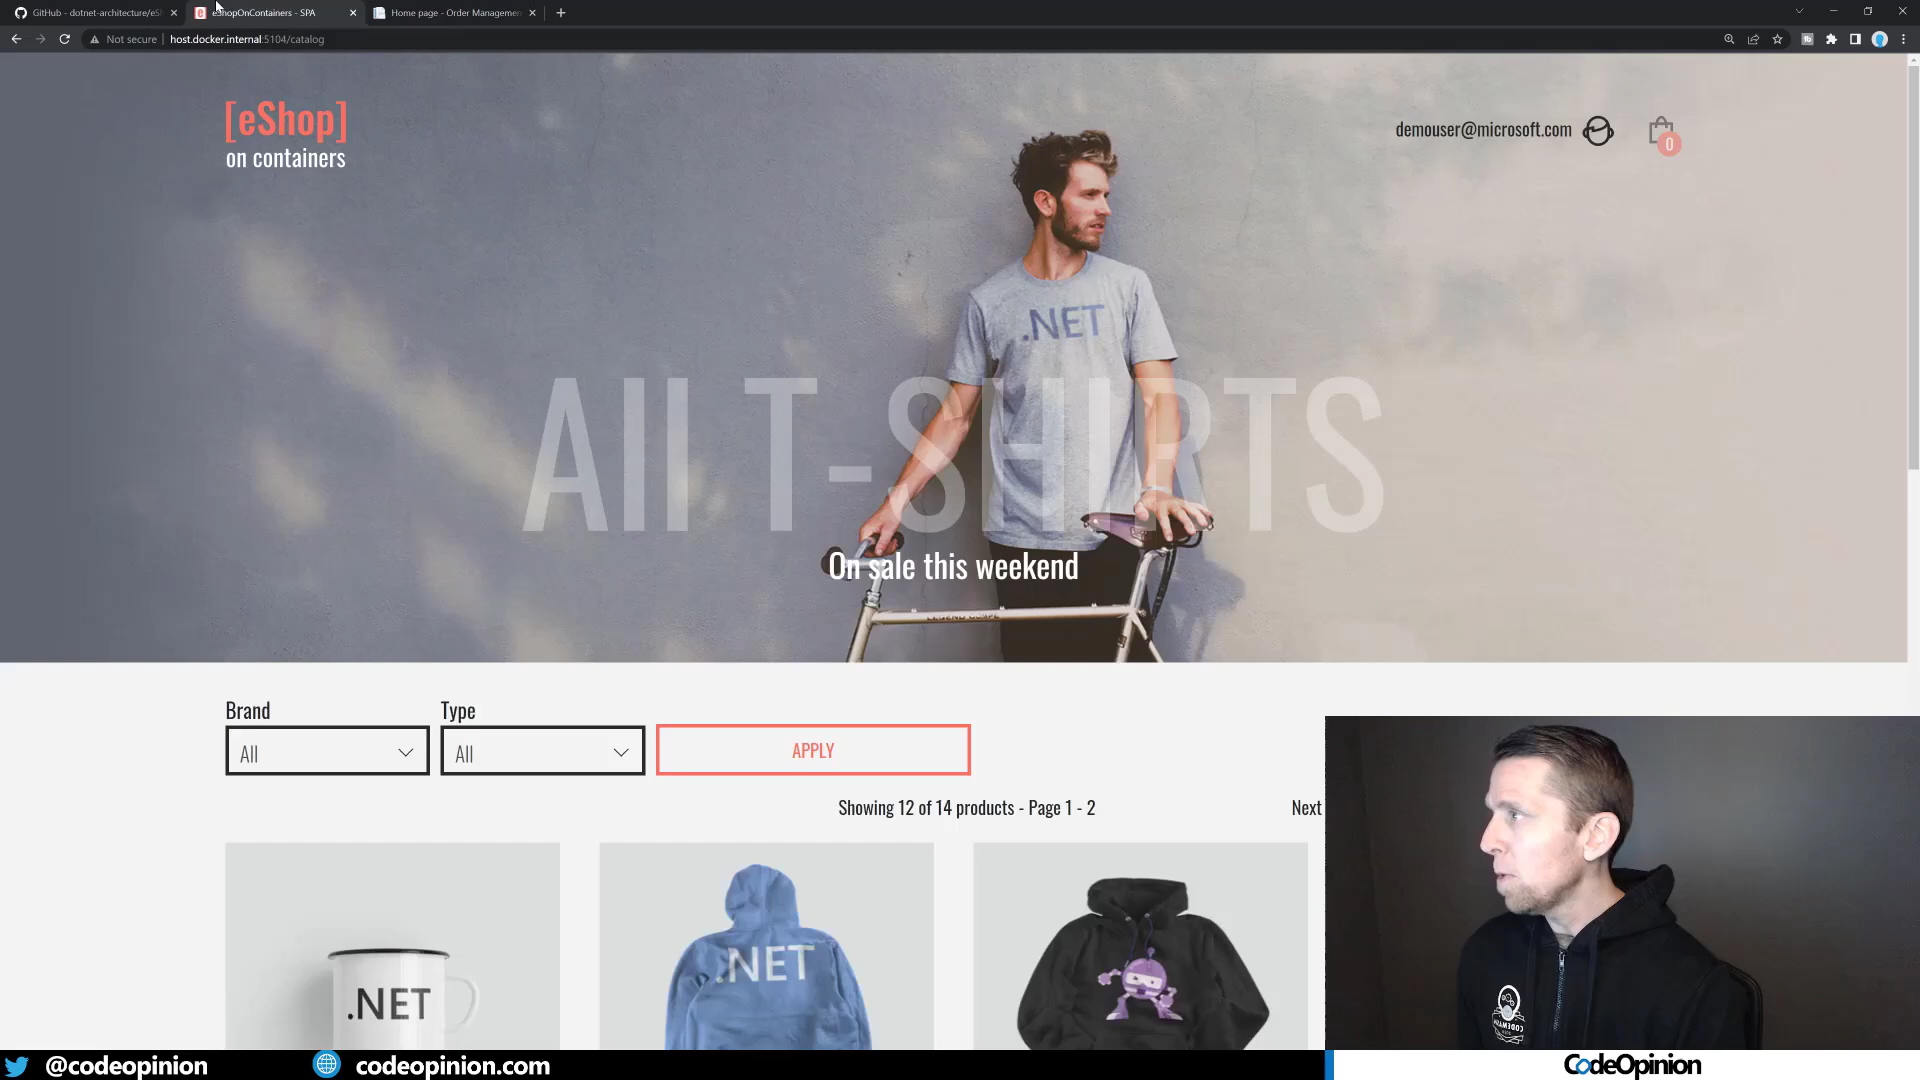 GitHub - dotnet-architecture/eSh
eShopOnContainers - SPA
Home page - Order Managemen
Not secure
host.docker.internal:5104/catalog
[eShop]
on containers
demouser@microsoft.com
0
.NET
All T-SHIRTS
On sale this weekend
Brand
Type
All
All
APPLY
Showing 12 of 14 products - Page 1 - 2
Next
.NET
.NET
@codeopinion
codeopinion.com
CodeOpinion